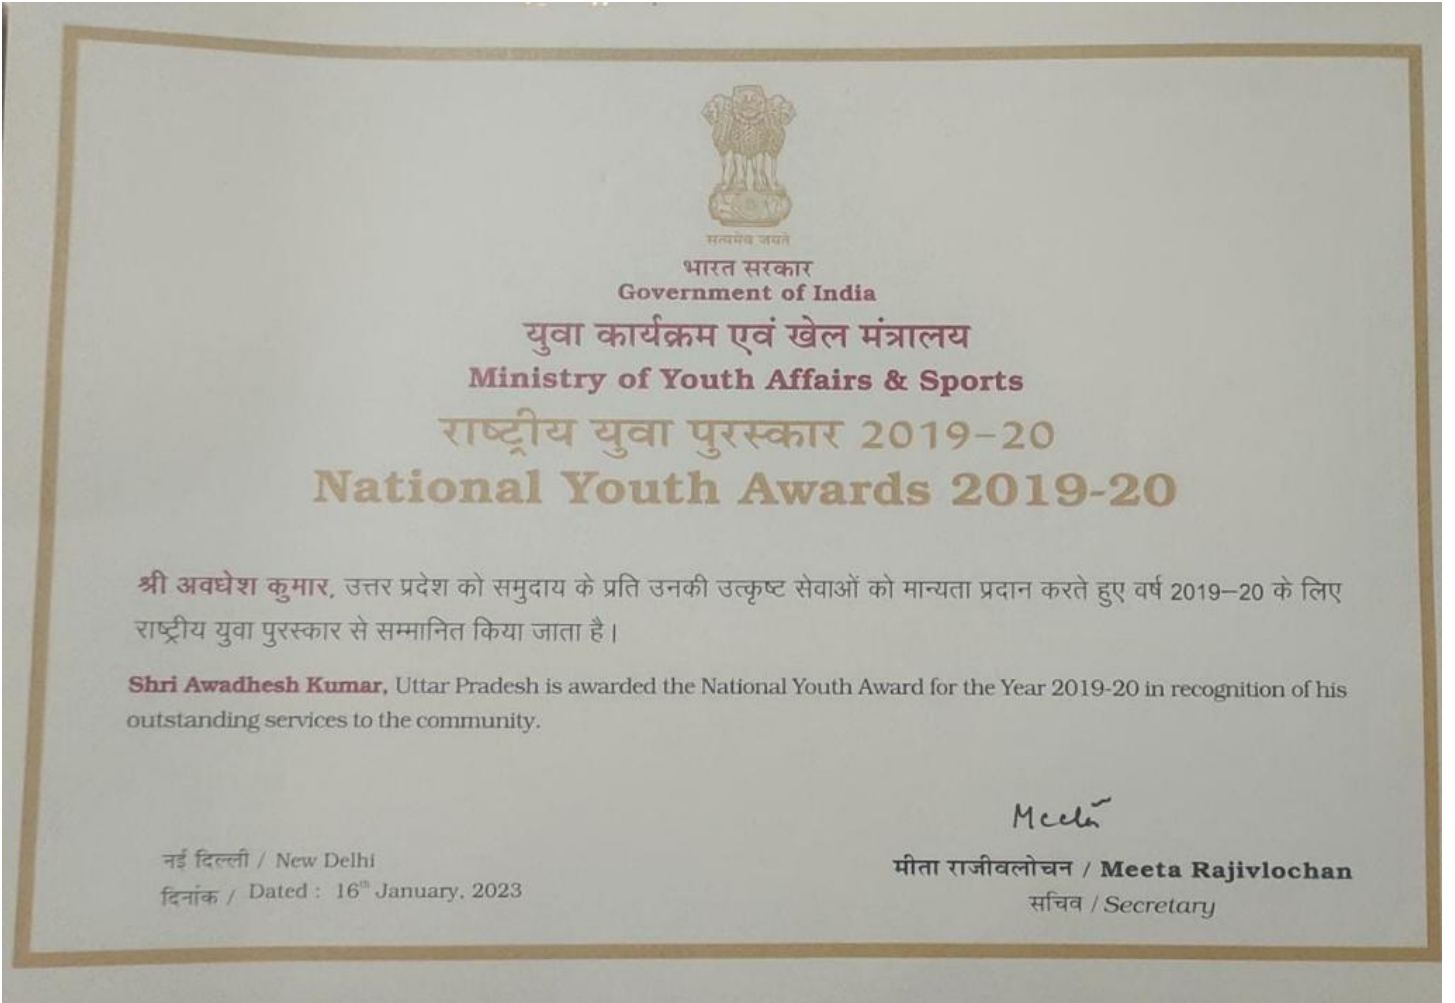 सत्यमेव जयते
भारत सरकार
Government of India
युवा कार्यक्रम एवं खेल मंत्रालय
Ministry of Youth Affairs & Sports
राष्ट्रीय युवा पुरस्कार 2019-20
National Youth Awards 2019-20
श्री अवधेश कुमार, उत्तर प्रदेश को समुदाय के प्रति उनकी उत्कृष्ट सेवाओं को मान्यता प्रदान करते हुए वर्ष 2019-20 के लिए
राष्ट्रीय युवा पुरस्कार से सम्मानित किया जाता है।
Shri Awadhesh Kumar, Uttar Pradesh is awarded the National Youth Award for the Year 2019-20 in recognition of his
outstanding services to the community.
Meeta
नई दिल्ली / New Delhi
दिनांक / Dated : 16th January, 2023
मीता राजीवलोचन / Meeta Rajivlochan
सचिव / Secretary